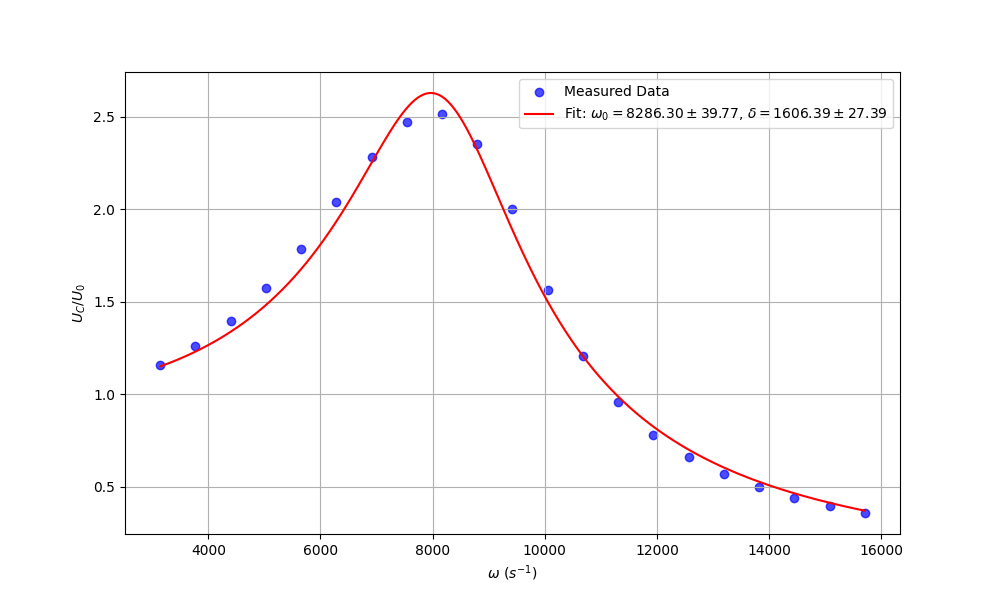 Measured Data
Fit: ω₀ = 8286.30 ± 39.77, δ = 1606.39 ± 27.39
2.5
2.0
1.5
1.0
0.5
U_C/U₀
4000 6000 8000 10000 12000 14000 16000
ω (s⁻¹)